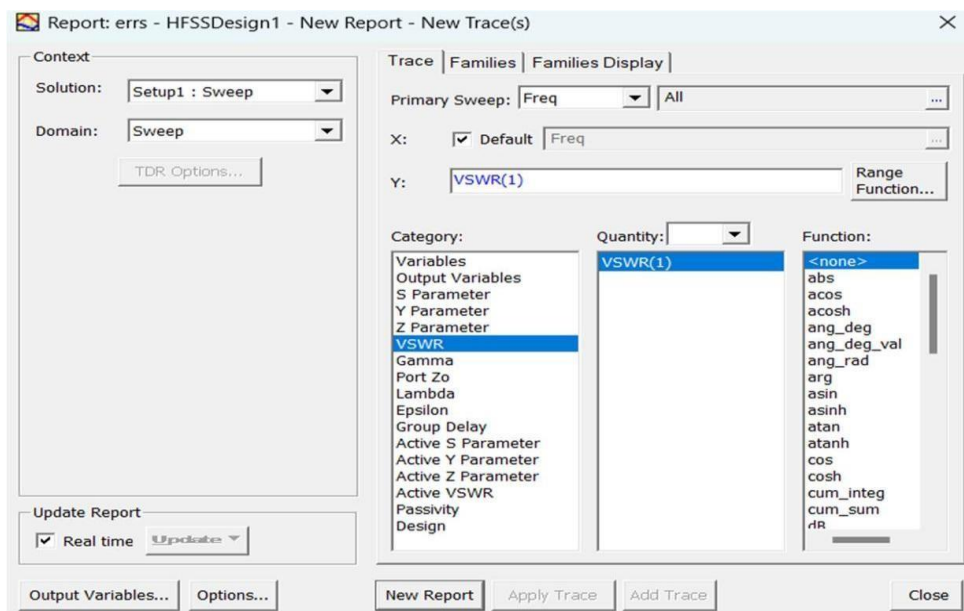 Report: errs - HFSSDesign1 - New Report - New Trace(s)
Context
Solution: Setup1 : Sweep
Domain: Sweep
TDR Options...
Update Report
Real time Update
Output Variables... Options...
Trace Families Families Display
Primary Sweep: Freq All ...
X: Default Freq ...
Y: VSWR(1) Range Function...
Category:
Variables
Output Variables
S Parameter
Y Parameter
Z Parameter
VSWR
Gamma
Port Zo
Lambda
Epsilon
Group Delay
Active S Parameter
Active Y Parameter
Active Z Parameter
Active VSWR
Passivity
Design
Quantity:
VSWR(1)
Function:
<none>
abs
acos
acosh
ang_deg
ang_deg_val
ang_rad
arg
asin
asinh
atan
atanh
cos
cosh
cum_integ
cum_sum
dB
New Report Apply Trace Add Trace Close